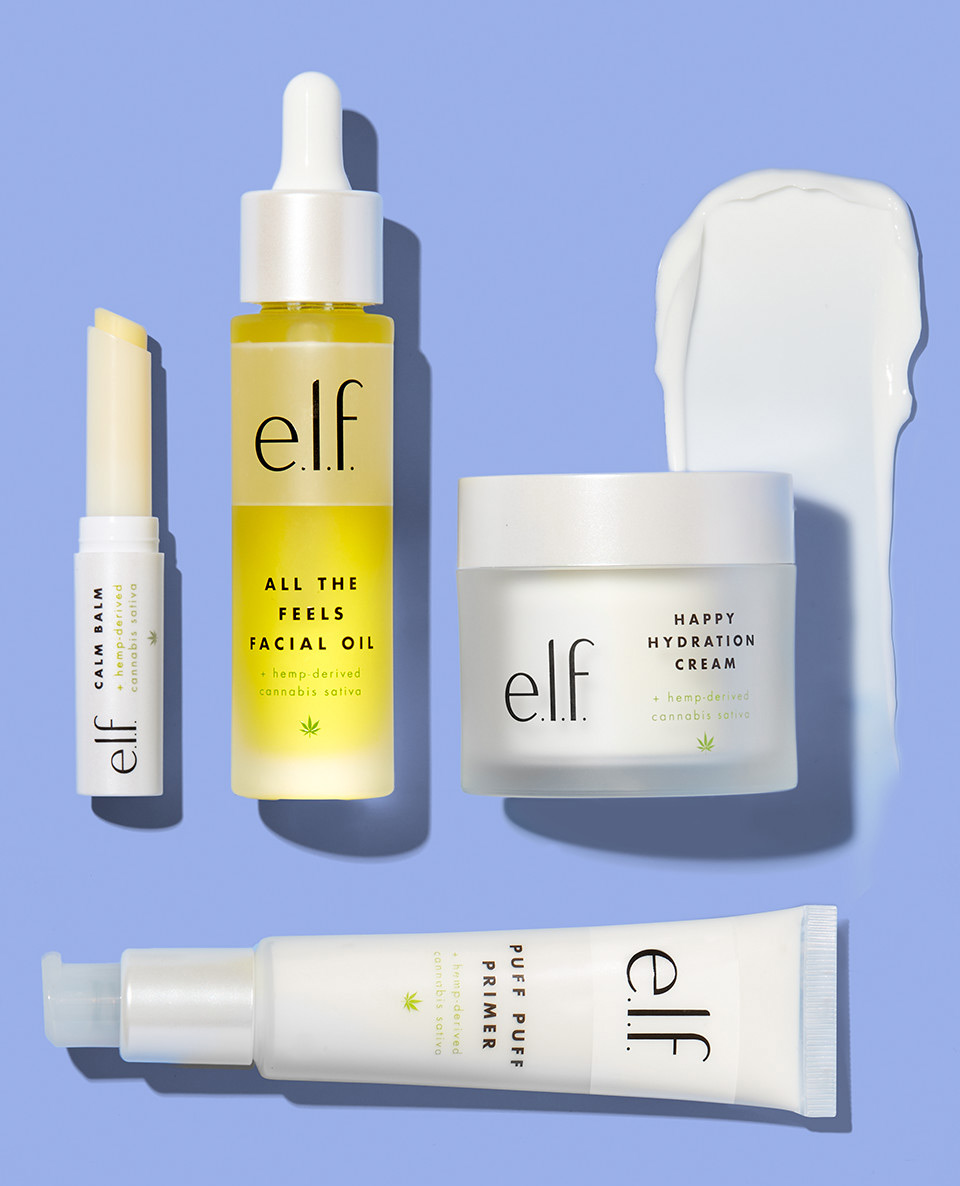 e.l.f.
CALM BALM
+ hemp-derived
cannabis sativa
e.l.f.
ALL THE
FEELS
FACIAL OIL
+ hemp-derived
cannabis sativa
e.l.f.
HAPPY
HYDRATION
CREAM
+ hemp-derived
cannabis sativa
e.l.f.
PUFF PUFF
PRIMER
+ hemp-derived
cannabis sativa